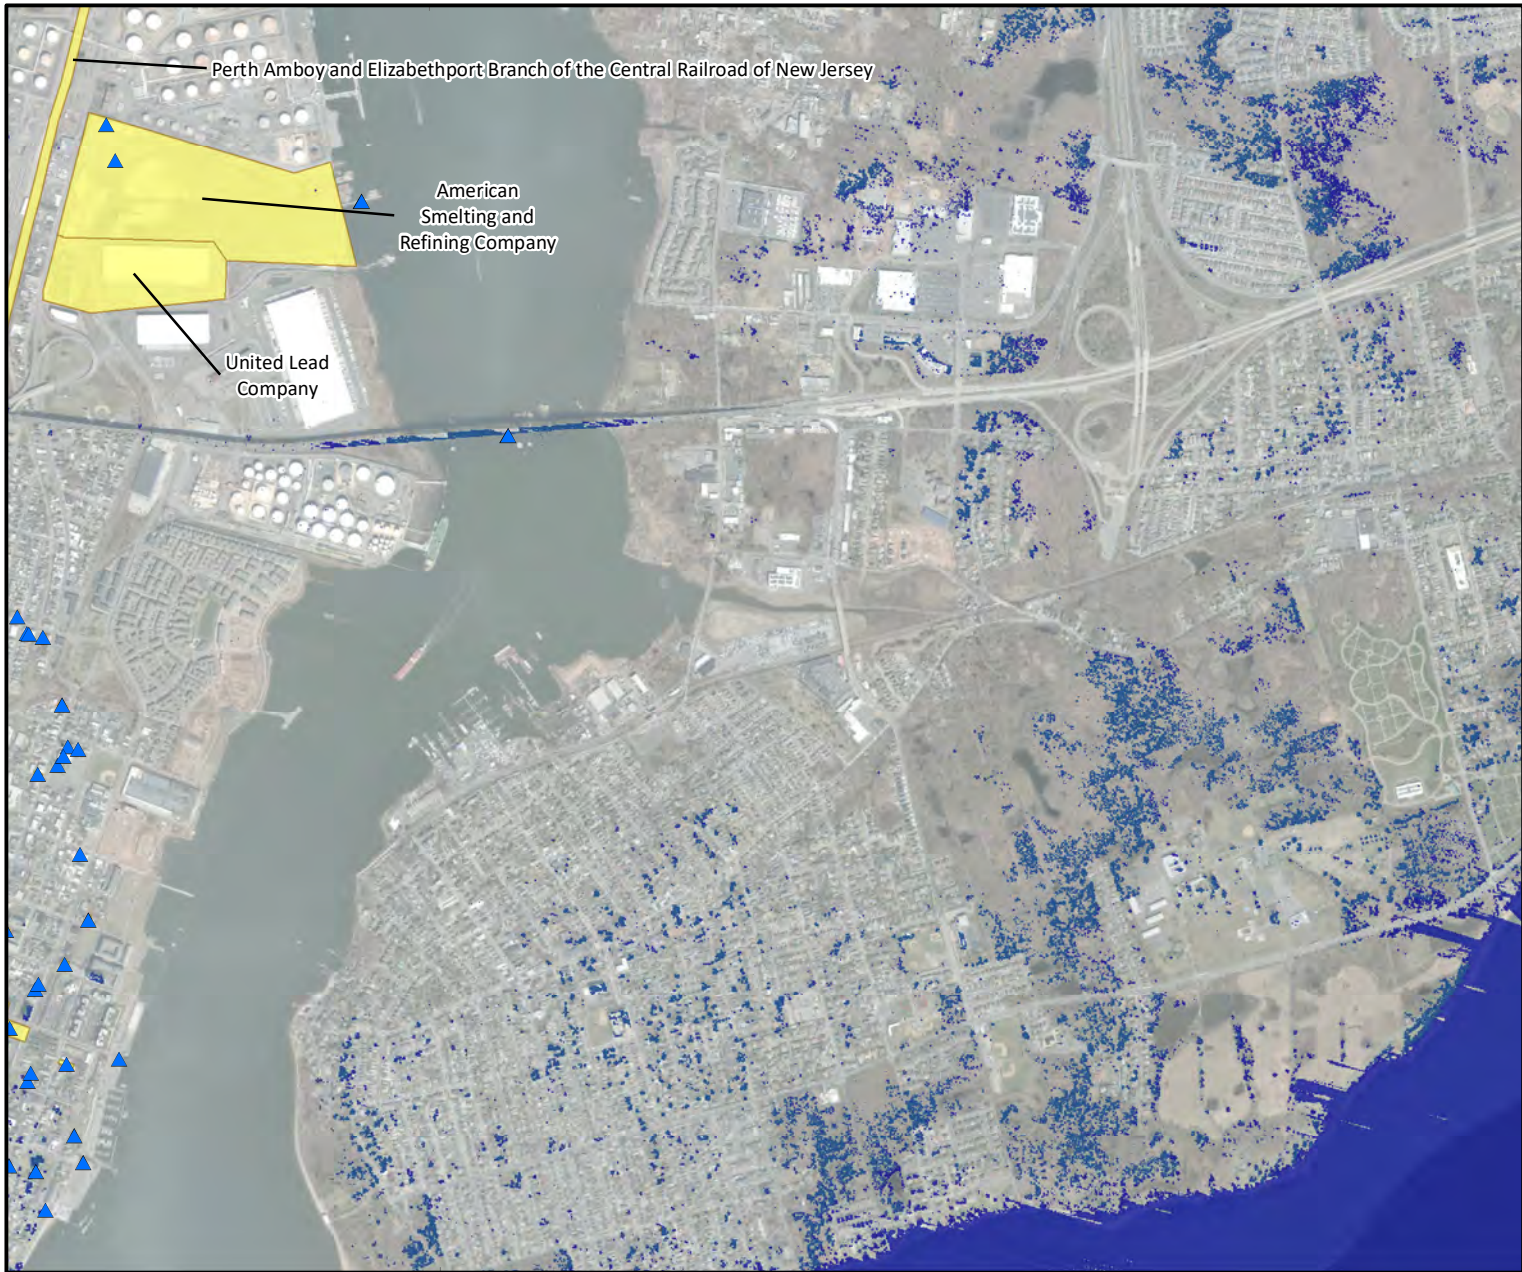 Perth Amboy and Elizabethport Branch of the Central Railroad of New Jersey
American
Smelting and
Refining Company
United Lead
Company